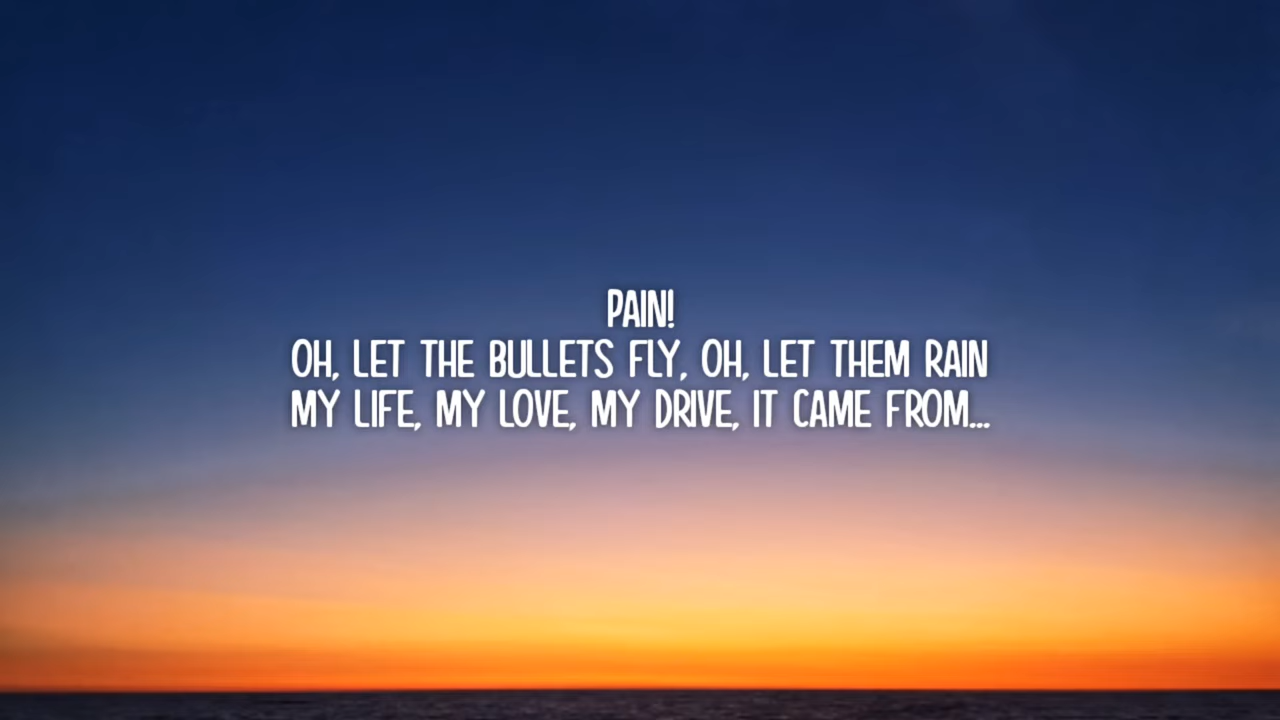 PAIN!
OH, LET THE BULLETS FLY, OH, LET THEM RAIN
MY LIFE, MY LOVE, MY DRIVE, IT CAME FROM...